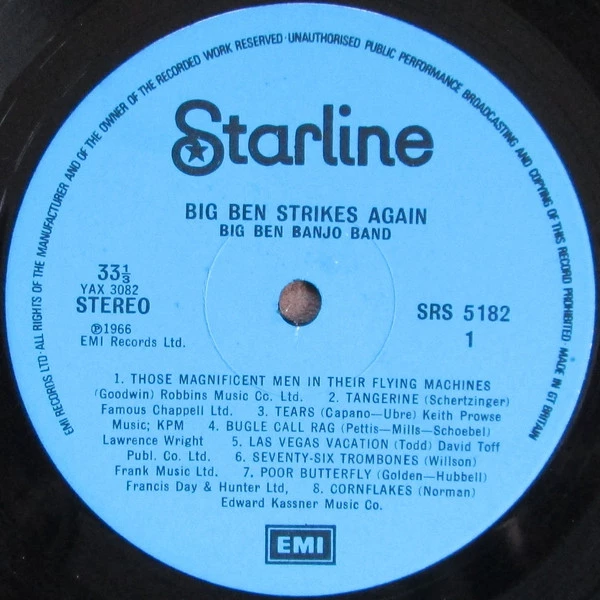 EMI RECORDS LTD·ALL RIGHTS OF THE MANUFACTURER AND OF THE OWNER OF THE RECORDED WORK RESERVED·UNAUTHORISED PUBLIC PERFORMANCE BROADCASTING AND COPYING OF THIS RECORD PROHIBITED MADE IN GT BRITAIN
Starline
BIG BEN STRIKES AGAIN
BIG BEN BANJO BAND
33⅓
YAX 3082
STEREO
℗1966
EMI Records Ltd.
SRS 5182
1
1. THOSE MAGNIFICENT MEN IN THEIR FLYING MACHINES
(Goodwin) Robbins Music Co. Ltd. 2. TANGERINE (Schertzinger)
Famous Chappell Ltd. 3. TEARS (Capano—Ubre) Keith Prowse
Music; KPM 4. BUGLE CALL RAG (Pettis—Mills—Schoebel)
Lawrence Wright 5. LAS VEGAS VACATION (Todd) David Toff
Publ. Co. Ltd. 6. SEVENTY-SIX TROMBONES (Willson)
Frank Music Ltd. 7. POOR BUTTERFLY (Golden—Hubbell)
Francis Day & Hunter Ltd, 8. CORNFLAKES (Norman)
Edward Kassner Music Co.
EMI